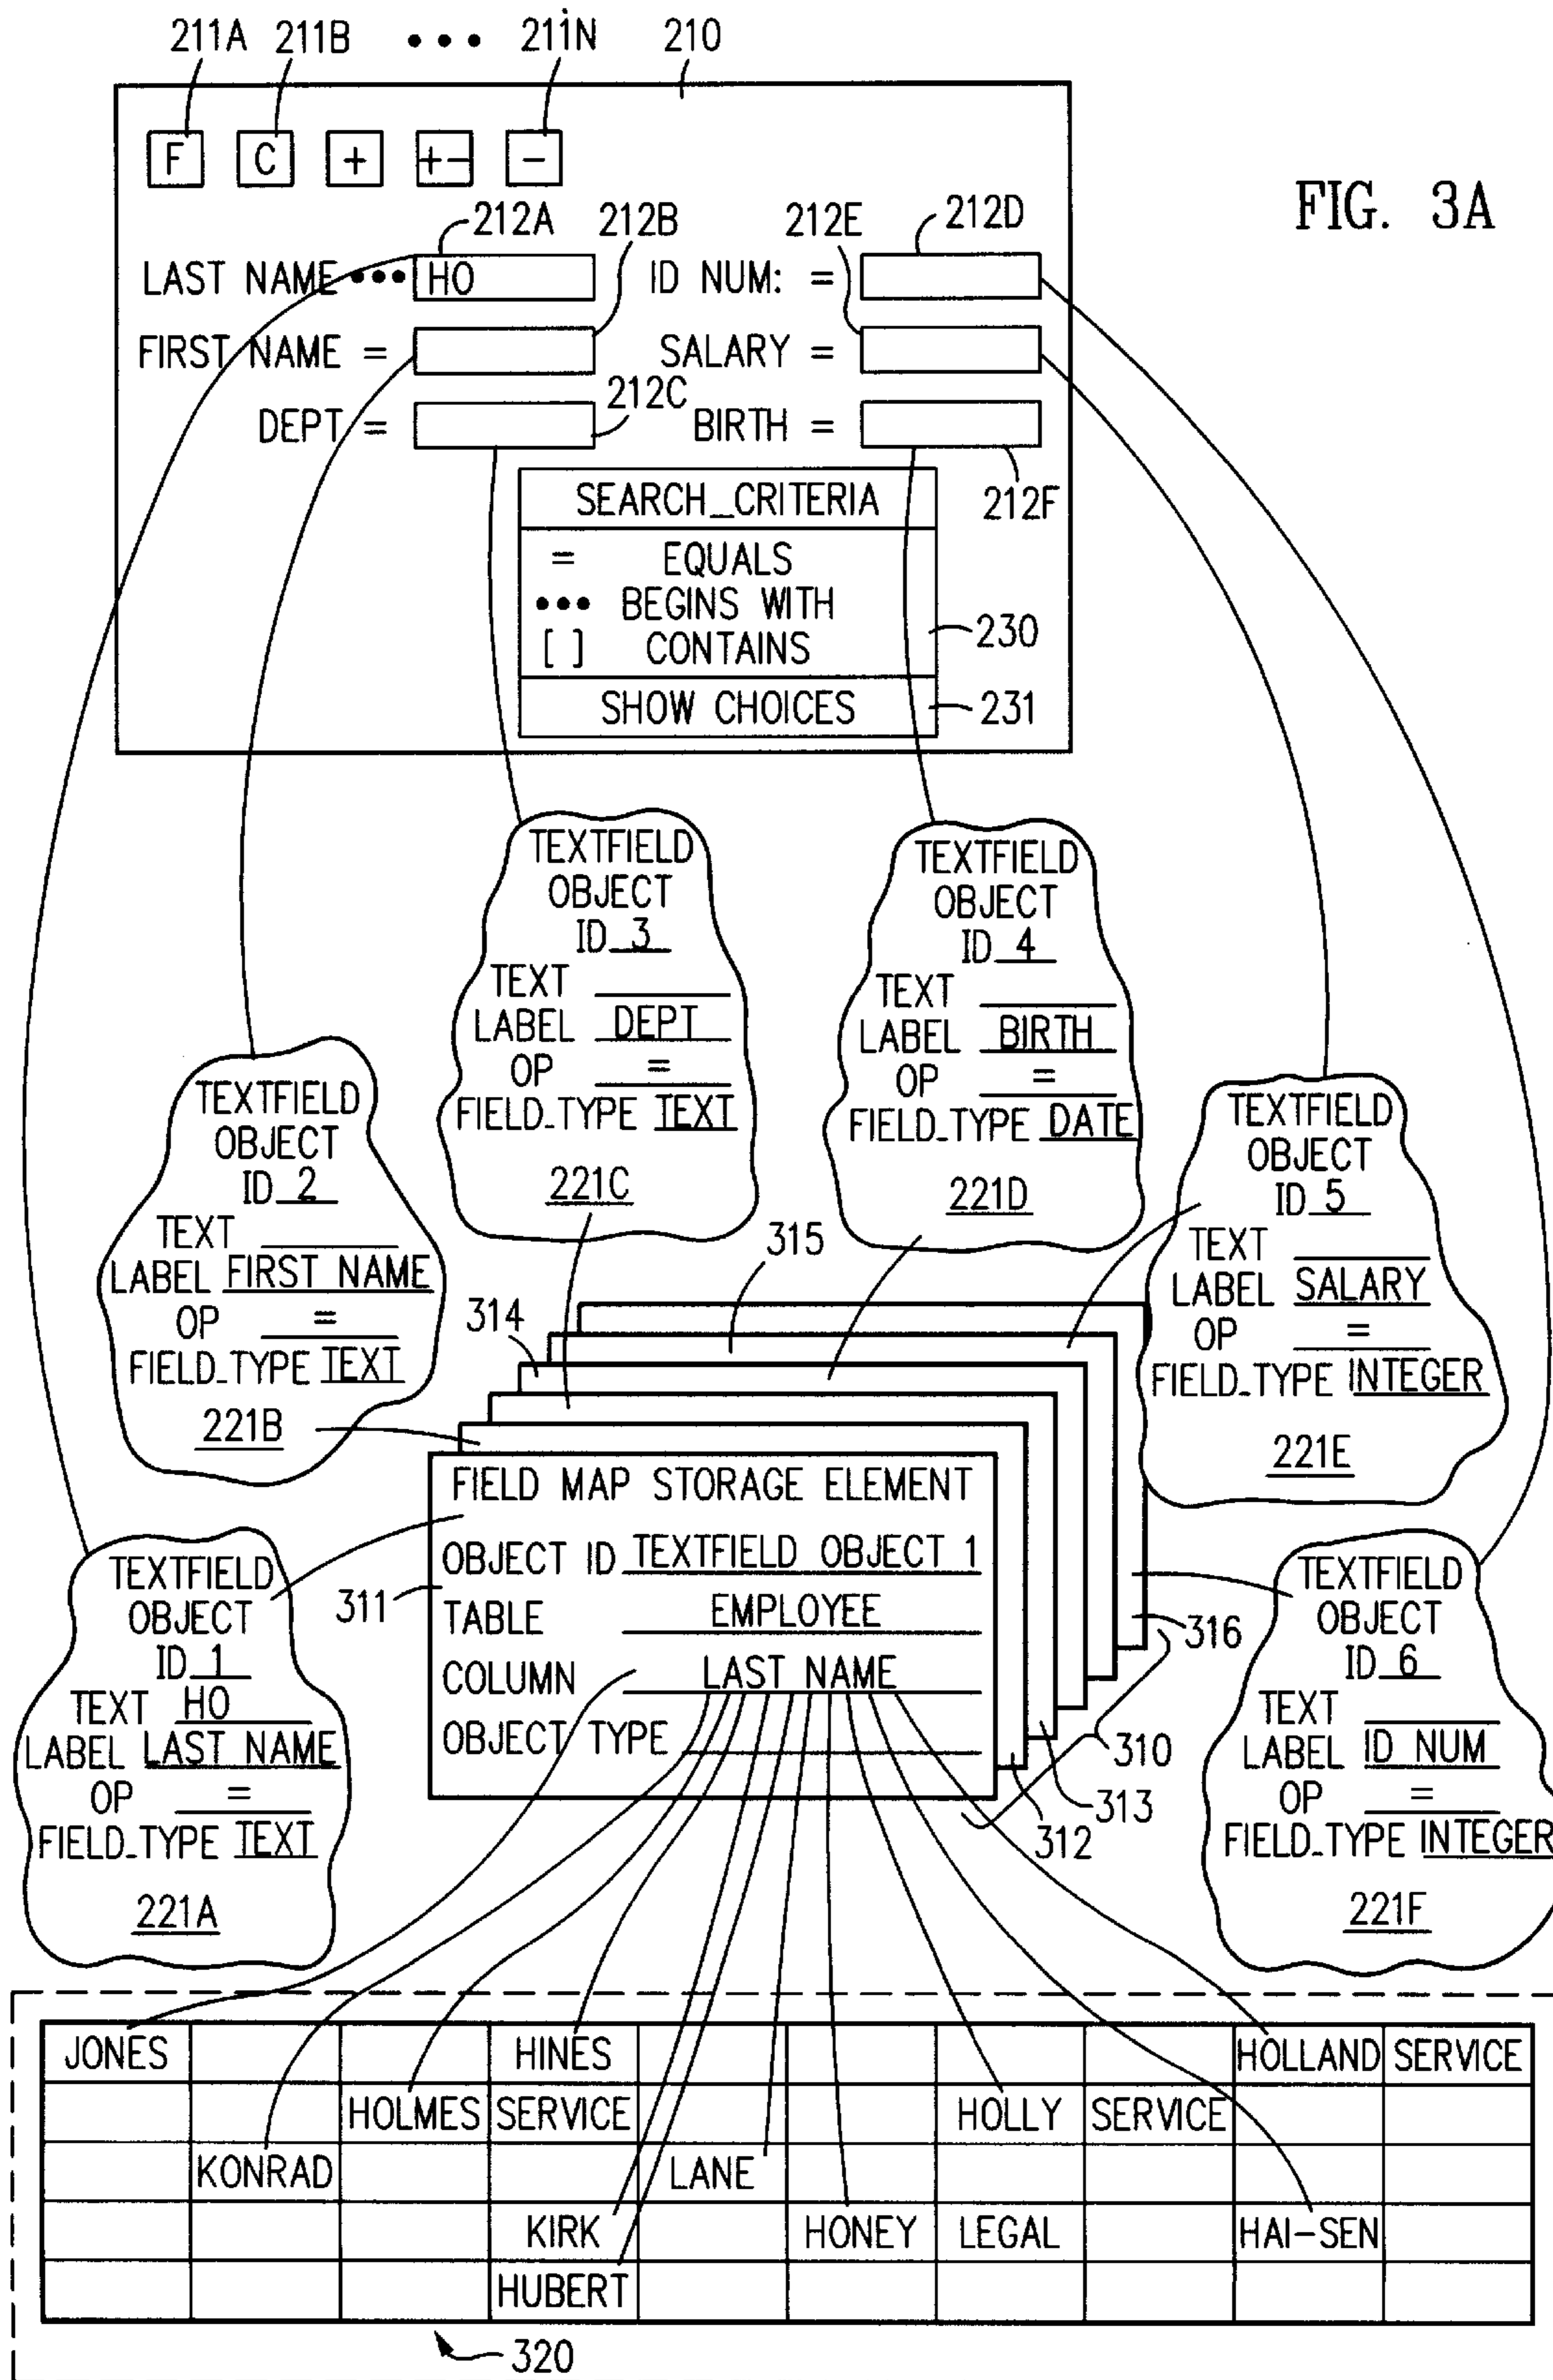 211A 211B ••• 211iN 210
F C + +- -
FIG. 3A
212A 212B 212E 212D
LAST NAME ••• HO ID NUM: =
FIRST NAME = SALARY =
212C
DEPT = BIRTH =
212F
SEARCH_CRITERIA
= EQUALS
••• BEGINS WITH
[ ] CONTAINS
230
SHOW CHOICES
231
TEXTFIELD
OBJECT
ID 3
TEXT
LABEL DEPT
OP =
FIELD_TYPE TEXT
221C
TEXTFIELD
OBJECT
ID 4
TEXT
LABEL BIRTH
OP =
FIELD_TYPE DATE
221D
TEXTFIELD
OBJECT
ID 2
TEXT
LABEL FIRST NAME
OP =
FIELD_TYPE TEXT
221B
TEXTFIELD
OBJECT
ID 5
TEXT
LABEL SALARY
OP =
FIELD_TYPE INTEGER
221E
315
314
FIELD MAP STORAGE ELEMENT
OBJECT ID TEXTFIELD OBJECT 1
311
TABLE EMPLOYEE
COLUMN LAST NAME
OBJECT TYPE
316
310
313
312
TEXTFIELD
OBJECT
ID 1
TEXT HO
LABEL LAST NAME
OP =
FIELD_TYPE TEXT
221A
TEXTFIELD
OBJECT
ID 6
TEXT
LABEL ID NUM
OP =
FIELD_TYPE INTEGER
221F
JONES HINES HOLLAND SERVICE
HOLMES SERVICE HOLLY SERVICE
KONRAD LANE
KIRK HONEY LEGAL HAI-SEN
HUBERT
320